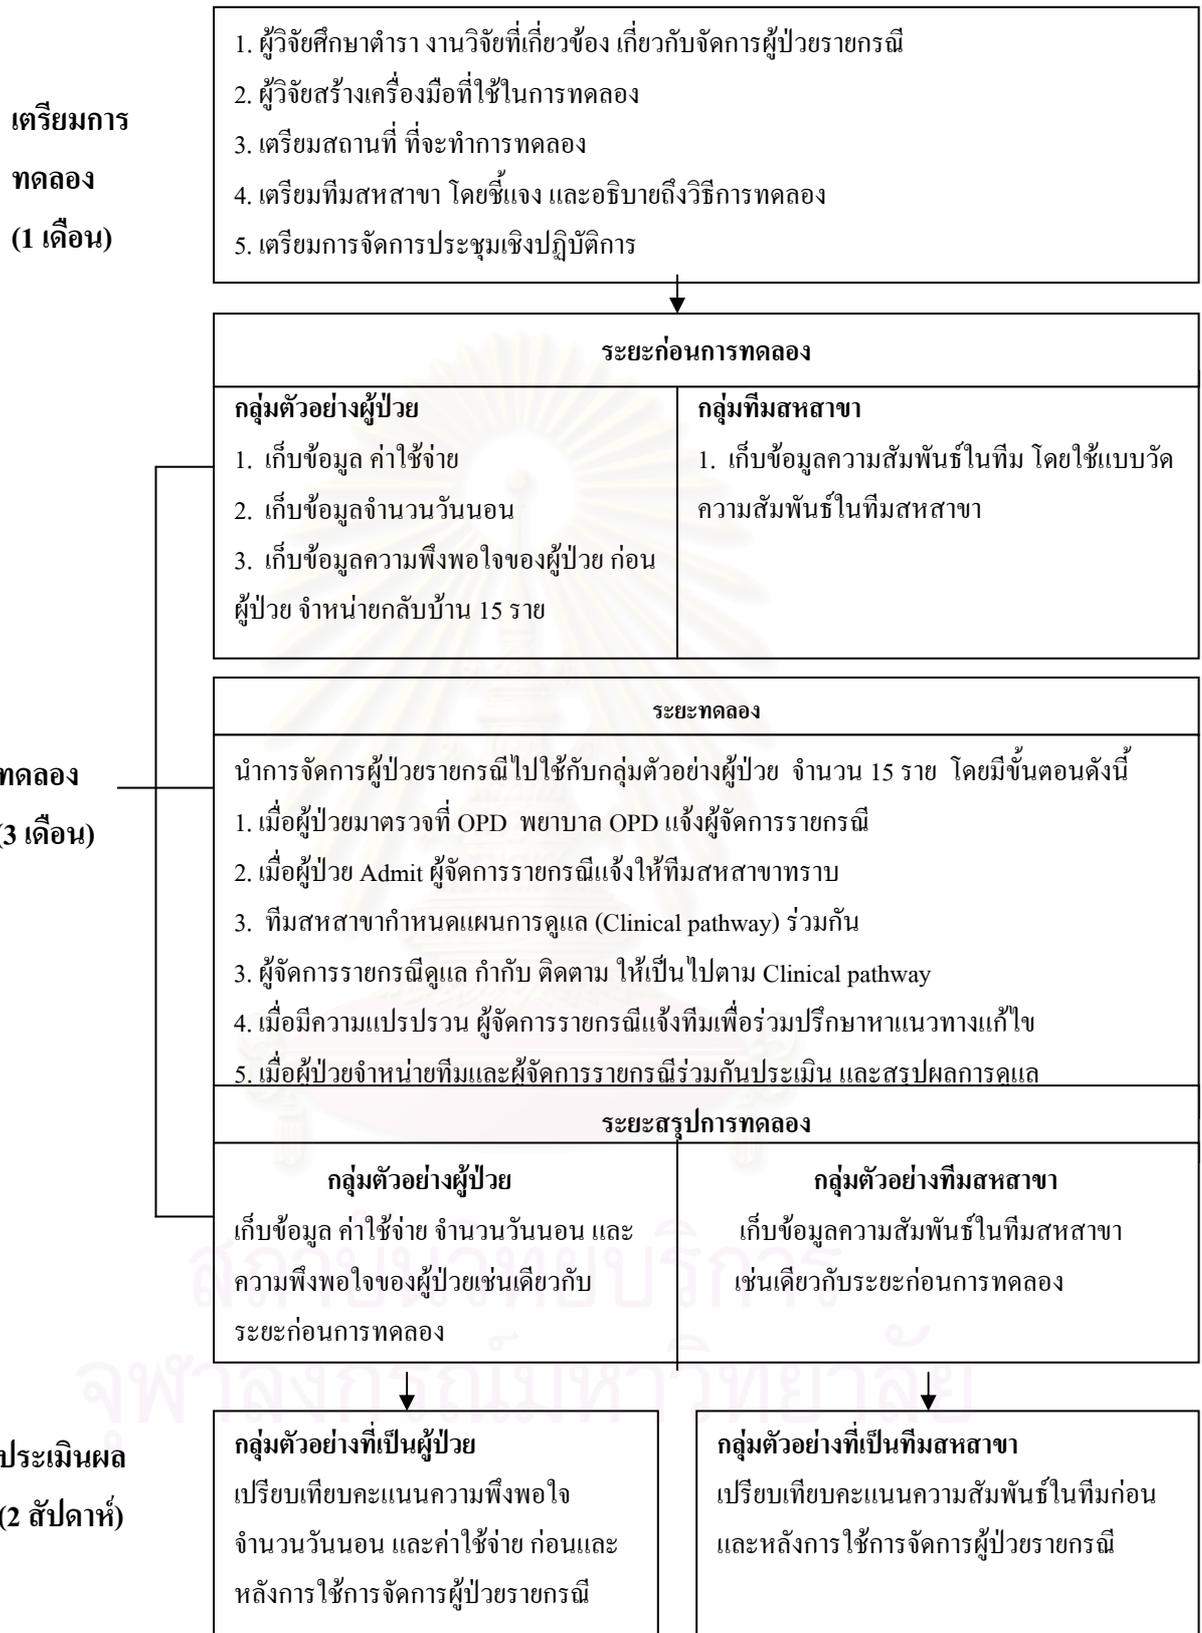 1. ผู้วิจัยศึกษาตำรา งานวิจัยที่เกี่ยวข้อง เกี่ยวกับจัดการผู้ป่วยรายกรณี
2. ผู้วิจัยสร้างเครื่องมือที่ใช้ในการทดลอง
3. เตรียมสถานที่ ที่จะทำการทดลอง
4. เตรียมทีมสหสาขา โดยชี้แจง และอธิบายถึงวิธีการทดลอง
5. เตรียมการจัดการประชุมเชิงปฏิบัติการ
เตรียมการ
ทดลอง
(1 เดือน)
ระยะก่อนการทดลอง
กลุ่มตัวอย่างผู้ป่วย
1. เก็บข้อมูล ค่าใช้จ่าย
2. เก็บข้อมูลจำนวนวันนอน
3. เก็บข้อมูลความพึงพอใจของผู้ป่วย ก่อน
ผู้ป่วย จำหน่ายกลับบ้าน 15 ราย
กลุ่มทีมสหสาขา
1. เก็บข้อมูลความสัมพันธ์ในทีม โดยใช้แบบวัด
ความสัมพันธ์ในทีมสหสาขา
ทดลอง
(3 เดือน)
ระยะทดลอง
นำการจัดการผู้ป่วยรายกรณีไปใช้กับกลุ่มตัวอย่างผู้ป่วย จำนวน 15 ราย โดยมีขั้นตอนดังนี้
1. เมื่อผู้ป่วยมาตรวจที่ OPD พยาบาล OPD แจ้งผู้จัดการรายกรณี
2. เมื่อผู้ป่วย Admit ผู้จัดการรายกรณีแจ้งให้ทีมสหสาขาทราบ
3. ทีมสหสาขากำหนดแผนการดูแล (Clinical pathway) ร่วมกัน
3. ผู้จัดการรายกรณีดูแล กำกับ ติดตาม ให้เป็นไปตาม Clinical pathway
4. เมื่อมีความแปรปรวน ผู้จัดการรายกรณีแจ้งทีมเพื่อร่วมปรึกษาหาแนวทางแก้ไข
5. เมื่อผู้ป่วยจำหน่ายทีมและผู้จัดการรายกรณีร่วมกันประเมิน และสรุปผลการดูแล
ระยะสรุปการทดลอง
กลุ่มตัวอย่างผู้ป่วย
เก็บข้อมูล ค่าใช้จ่าย จำนวนวันนอน และ
ความพึงพอใจของผู้ป่วยเช่นเดียวกับ
ระยะก่อนการทดลอง
กลุ่มตัวอย่างทีมสหสาขา
เก็บข้อมูลความสัมพันธ์ในทีมสหสาขา
เช่นเดียวกับระยะก่อนการทดลอง
สถาบันวิทยบริการ
จุฬาลงกรณ์มหาวิทยาลัย
ประเมินผล
(2 สัปดาห์)
กลุ่มตัวอย่างที่เป็นผู้ป่วย
เปรียบเทียบคะแนนความพึงพอใจ
จำนวนวันนอน และค่าใช้จ่าย ก่อนและ
หลังการใช้การจัดการผู้ป่วยรายกรณี
กลุ่มตัวอย่างที่เป็นทีมสหสาขา
เปรียบเทียบคะแนนความสัมพันธ์ในทีมก่อน
และหลังการใช้การจัดการผู้ป่วยรายกรณี